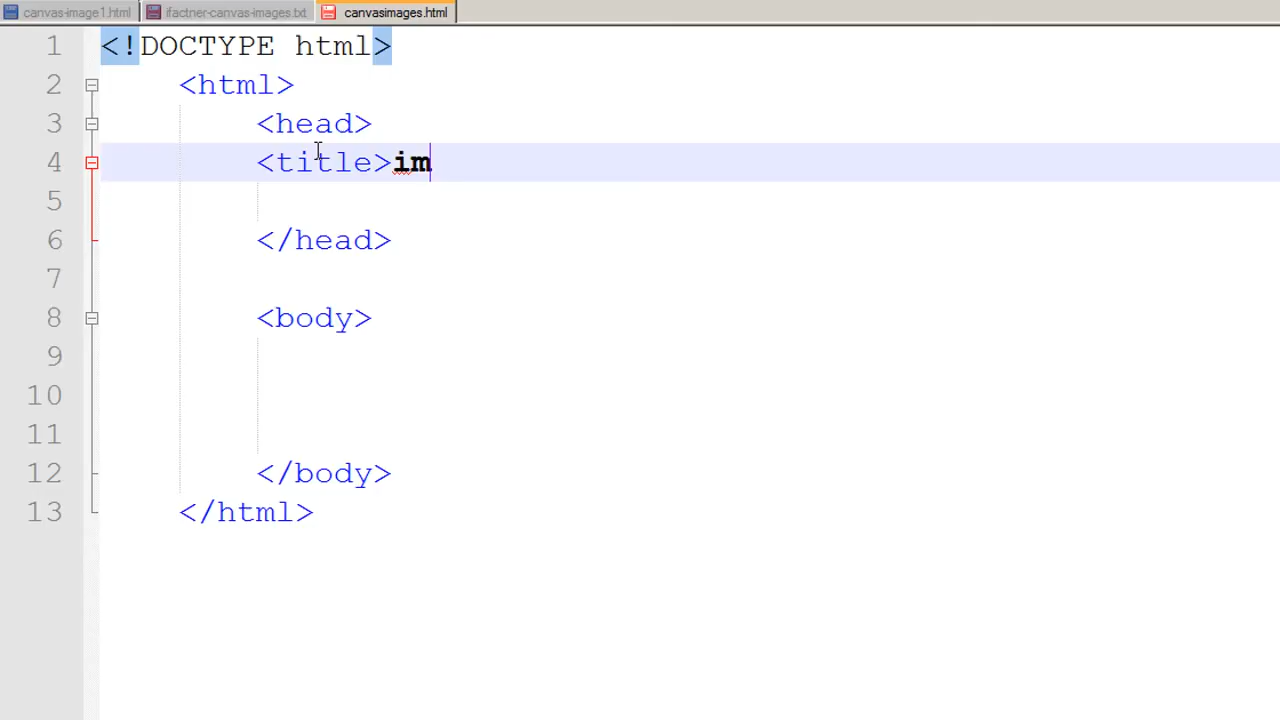 canvas-image1.html ifactner-canvas-images.txt canvasimages.html
1 <!DOCTYPE html>
2 <html>
3 <head>
4 <title>im
5
6 </head>
7
8 <body>
9
10
11
12 </body>
13 </html>